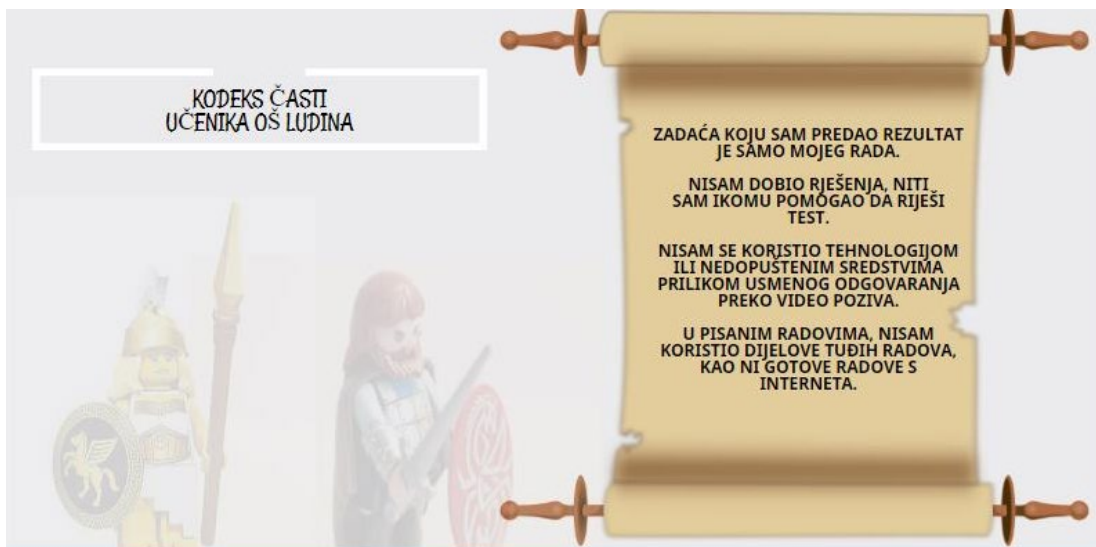 KODEKS ČASTI
UČENIKA OŠ LUDINA
ZADAĆA KOJU SAM PREDAO REZULTAT
JE SAMO MOJEG RADA.
NISAM DOBIO RJEŠENJA, NITI
SAM IKOMU POMOGAO DA RIJEŠI
TEST.
NISAM SE KORISTIO TEHNOLOGIJOM
ILI NEDOPUŠTENIM SREDSTVIMA
PRILIKOM USMENOG ODGOVARANJA
PREKO VIDEO POZIVA.
U PISANIM RADOVIMA, NISAM
KORISTIO DIJELOVE TUĐIH RADOVA,
KAO NI GOTOVE RADOVE S
INTERNETA.